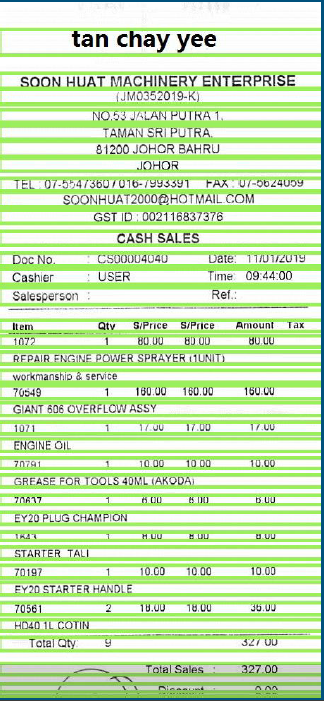 tan chay yee
SOON HUAT MACHINERY ENTERPRISE
(JM0352019-K)
NO.53 JALAN PUTRA 1,
TAMAN SRI PUTRA.
81200 JOHOR BAHRU
JOHOR
TEL : 07-5547360 / 016-7993391 FAX : 07-5624059
SOONHUAT2000@HOTMAIL.COM
GST ID : 002116837376
CASH SALES
Doc No. : CS00004040 Date: 11/01/2019
Cashier : USER Time: 09:44:00
Salesperson : Ref.:
Item Qty S/Price S/Price Amount Tax
1072 1 80.00 80.00 80.00
REPAIR ENGINE POWER SPRAYER (1UNIT)
workmanship & service
70549 1 160.00 160.00 160.00
GIANT 606 OVERFLOW ASSY
1071 1 17.00 17.00 17.00
ENGINE OIL
70791 1 10.00 10.00 10.00
GREASE FOR TOOLS 40ML (AKODA)
70637 1 6.00 6.00 6.00
EY20 PLUG CHAMPION
1643 1 8.00 8.00 8.00
STARTER TALI
70197 1 10.00 10.00 10.00
EY20 STARTER HANDLE
70561 2 18.00 18.00 36.00
HD40 1L COTIN
Total Qty: 9 327.00
Total Sales : 327.00
Discount : 0.00